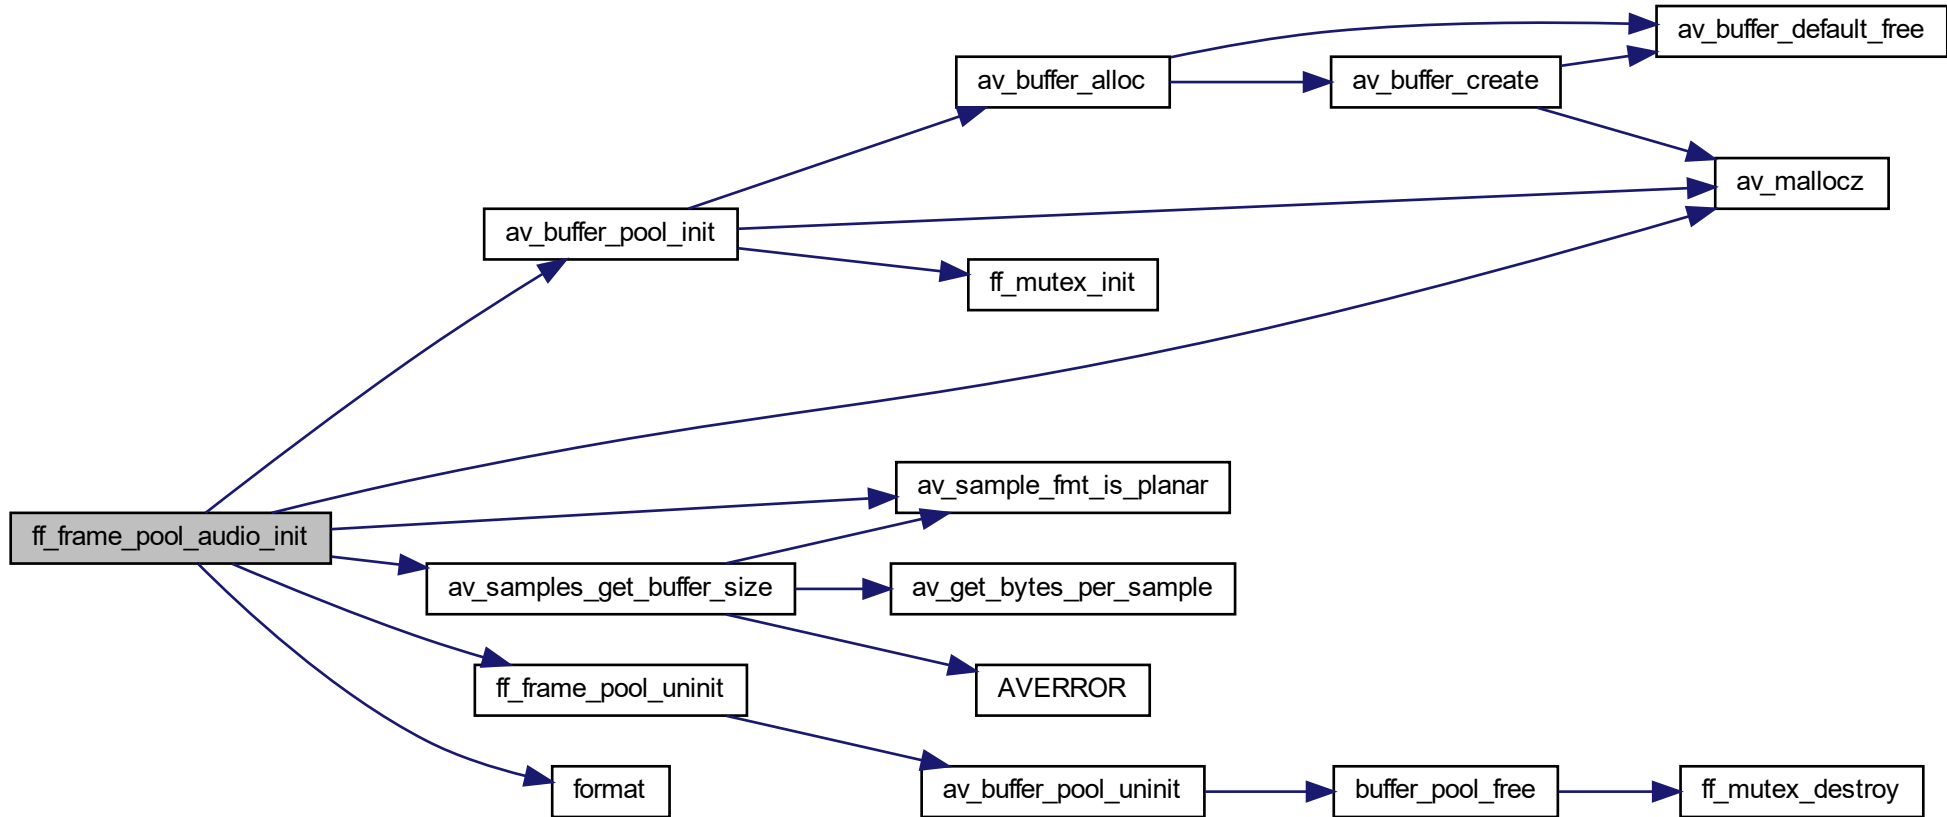 av_buffer_default_free
av_buffer_alloc
av_buffer_create
av_mallocz
av_buffer_pool_init
ff_mutex_init
av_sample_fmt_is_planar
ff_frame_pool_audio_init
av_samples_get_buffer_size
av_get_bytes_per_sample
ff_frame_pool_uninit
AVERROR
format
av_buffer_pool_uninit
buffer_pool_free
ff_mutex_destroy